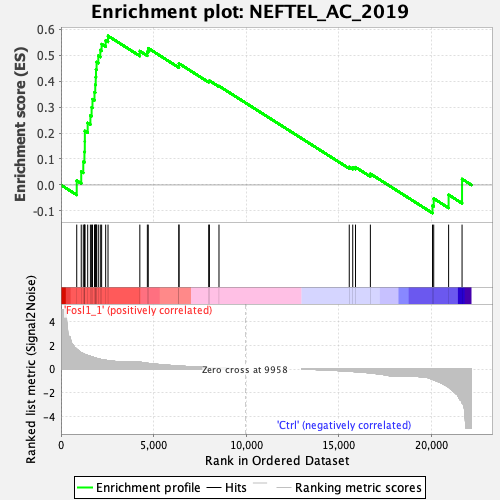 Enrichment plot: NEFTEL_AC_2019
Enrichment score (ES)
0.6
0.5
0.4
0.3
0.2
0.1
0.0
-0.1
'Fosl1_1' (positively correlated)
Ranked list metric (Signal2Noise)
4
2
0
-2
-4
Zero cross at 9958
'Ctrl' (negatively correlated)
0 5,000 10,000 15,000 20,000
Rank in Ordered Dataset
Enrichment profile Hits Ranking metric scores